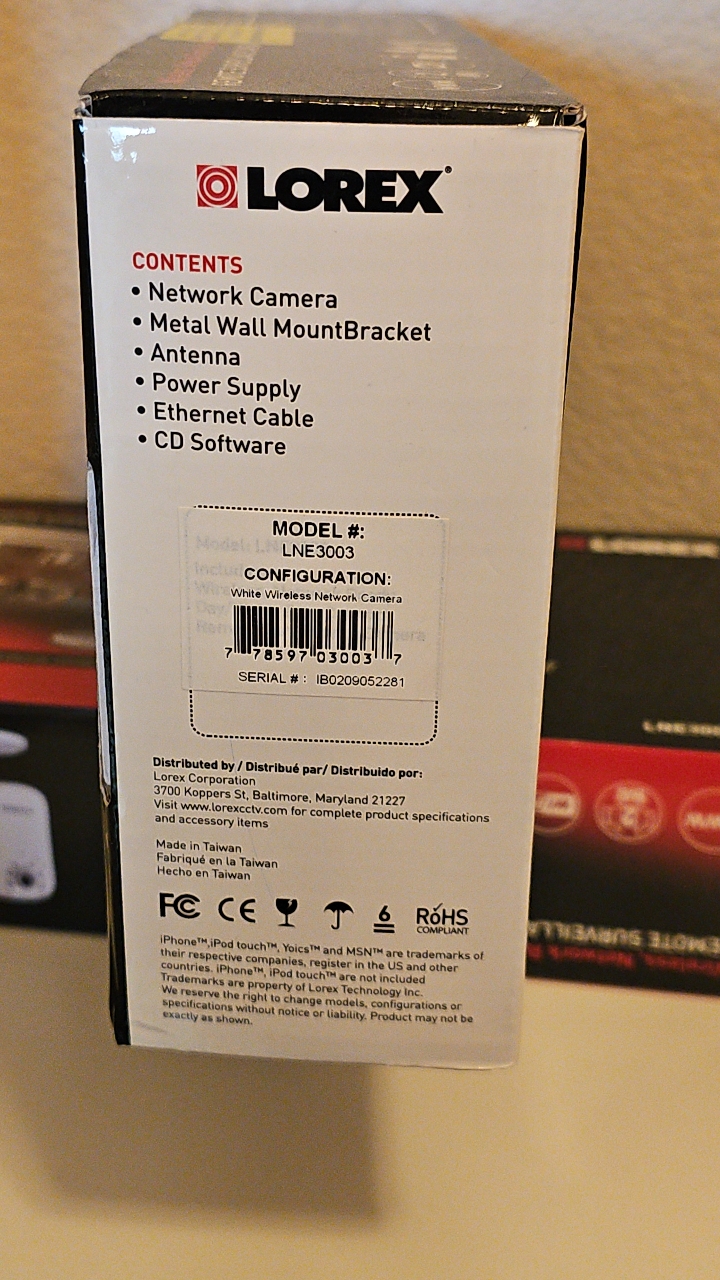 LOREX®
CONTENTS
• Network Camera
• Metal Wall MountBracket
• Antenna
• Power Supply
• Ethernet Cable
• CD Software
MODEL #:
LNE3003
CONFIGURATION:
White Wireless Network Camera
7 78597 03003 7
SERIAL # : IB0209052281
Distributed by / Distribué par/ Distribuido por:
Lorex Corporation
3700 Koppers St, Baltimore, Maryland 21227
Visit www.lorexcctv.com for complete product specifications
and accessory items
Made in Taiwan
Fabriqué en la Taiwan
Hecho en Taiwan
FC CE 6 RoHS
COMPLIANT
iPhone™,iPod touch™, Yoics™ and MSN™ are trademarks of
their respective companies, register in the US and other
countries. iPhone™, iPod touch™ are not included
Trademarks are property of Lorex Technology Inc.
We reserve the right to change models, configurations or
specifications without notice or liability. Product may not be
exactly as shown.